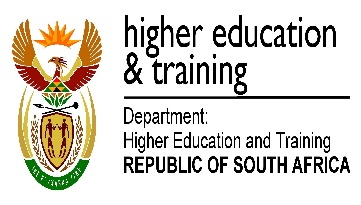 higher education
& training
Department:
Higher Education and Training
REPUBLIC OF SOUTH AFRICA